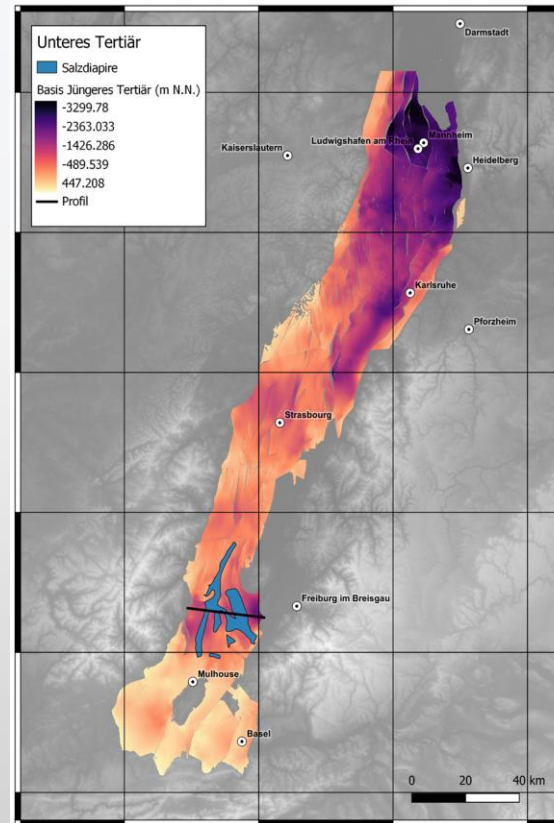 Unteres Tertiär
Salzdiapire
Basis Jüngeres Tertiär (m N.N.)
-3299.78
-2363.033
-1426.286
-489.539
447.208
Profil
Darmstadt
Ludwigshafen am Rhein
Mannheim
Kaiserslautern
Heidelberg
Karlsruhe
Pforzheim
Strasbourg
Freiburg im Breisgau
Mulhouse
Basel
0 20 40 km